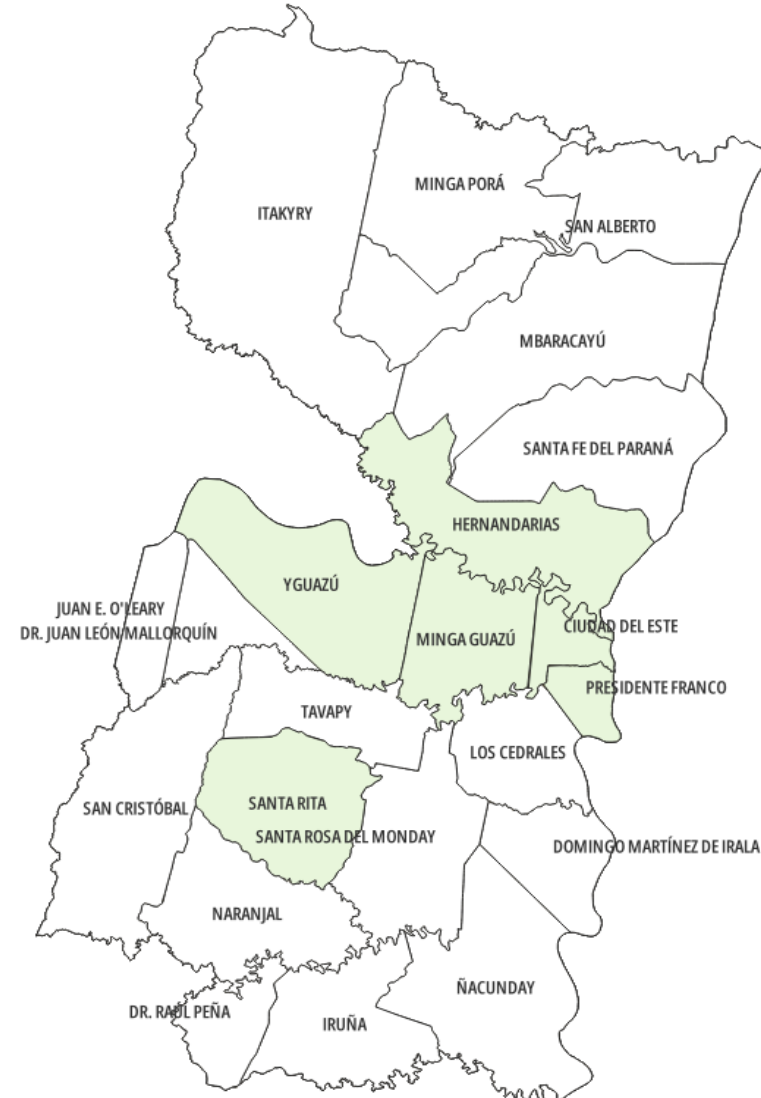 MINGA PORÁ
ITAKYRY
SAN ALBERTO
MBARACAYÚ
SANTA FE DEL PARANÁ
HERNANDARIAS
YGUAZÚ
JUAN E. O'LEARY
CIUDAD DEL ESTE
DR. JUAN LEÓN MALLORQUÍN
MINGA GUAZÚ
PRESIDENTE FRANCO
TAVAPY
LOS CEDRALES
SANTA RITA
SAN CRISTÓBAL
SANTA ROSA DEL MONDAY
DOMINGO MARTÍNEZ DE IRALA
NARANJAL
ÑACUNDAY
DR. RAÚL PEÑA
IRUÑA